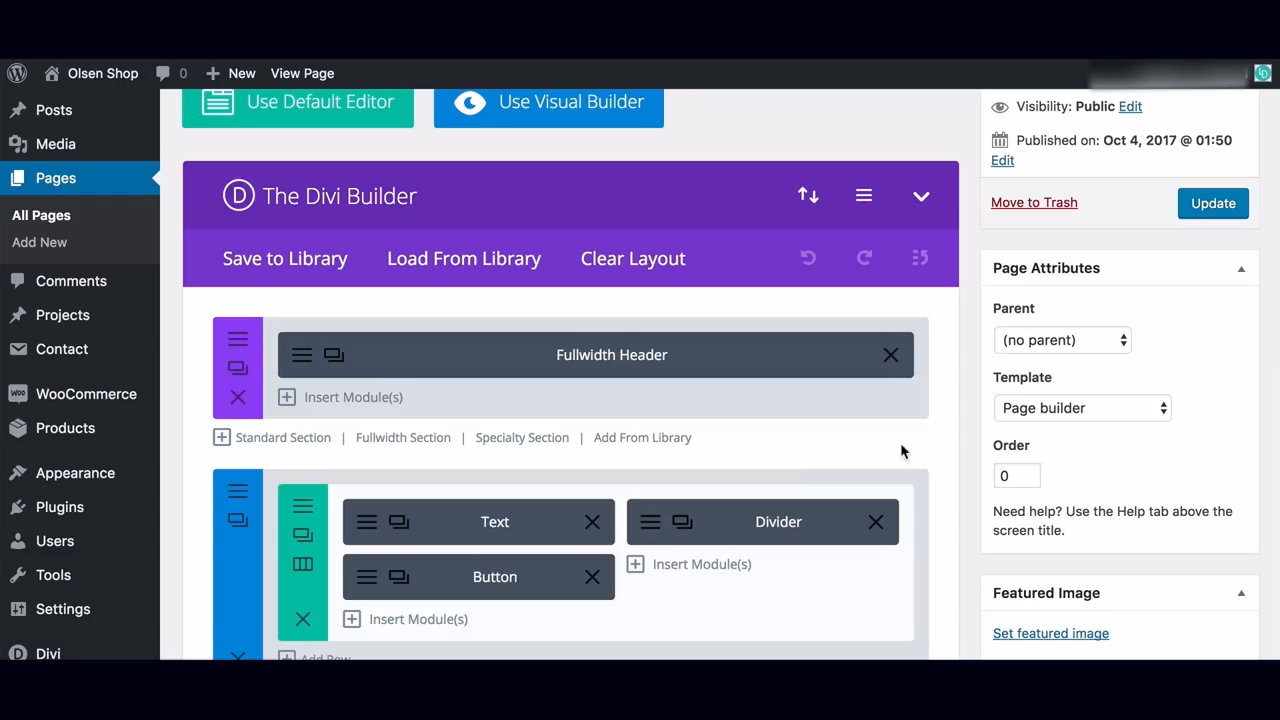 Olsen Shop 0 New View Page
Posts
Media
Pages
All Pages
Add New
Comments
Projects
Contact
WOO WooCommerce
Products
Appearance
Plugins
Users
Tools
Settings
D Divi
Use Default Editor
Use Visual Builder
D The Divi Builder
Save to Library Load From Library Clear Layout
Fullwidth Header
Insert Module(s)
Standard Section | Fullwidth Section | Specialty Section | Add From Library
Text
Divider
Insert Module(s)
Button
Insert Module(s)
Add Row
Visibility: Public Edit
Published on: Oct 4, 2017 @ 01:50
Edit
Move to Trash
Update
Page Attributes
Parent
(no parent)
Template
Page builder
Order
0
Need help? Use the Help tab above the
screen title.
Featured Image
Set featured image